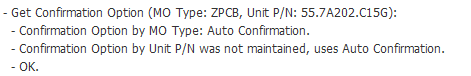 - Get Confirmation Option (MO Type: ZPCB, Unit P/N: 55.7A202.C15G):
- Confirmation Option by MO Type: Auto Confirmation.
- Confirmation Option by Unit P/N was not maintained, uses Auto Confirmation.
- OK.